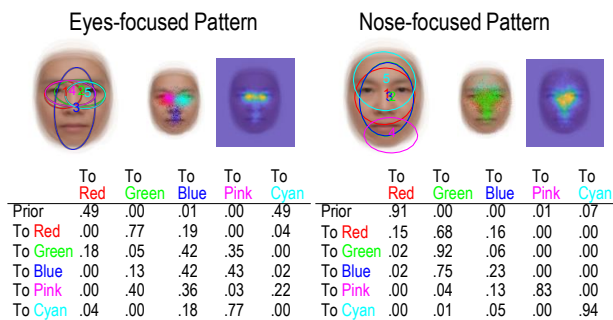 Eyes-focused Pattern
Nose-focused Pattern
To To To To To
Red Green Blue Pink Cyan
Prior .49 .00 .01 .00 .49
To Red .00 .77 .19 .00 .04
To Green .18 .05 .42 .35 .00
To Blue .00 .13 .42 .43 .02
To Pink .00 .40 .36 .03 .22
To Cyan .04 .00 .18 .77 .00
To To To To To
Red Green Blue Pink Cyan
Prior .91 .00 .00 .01 .07
To Red .15 .68 .16 .00 .00
To Green .02 .92 .06 .00 .00
To Blue .02 .75 .23 .00 .00
To Pink .00 .04 .13 .83 .00
To Cyan .00 .01 .05 .00 .94